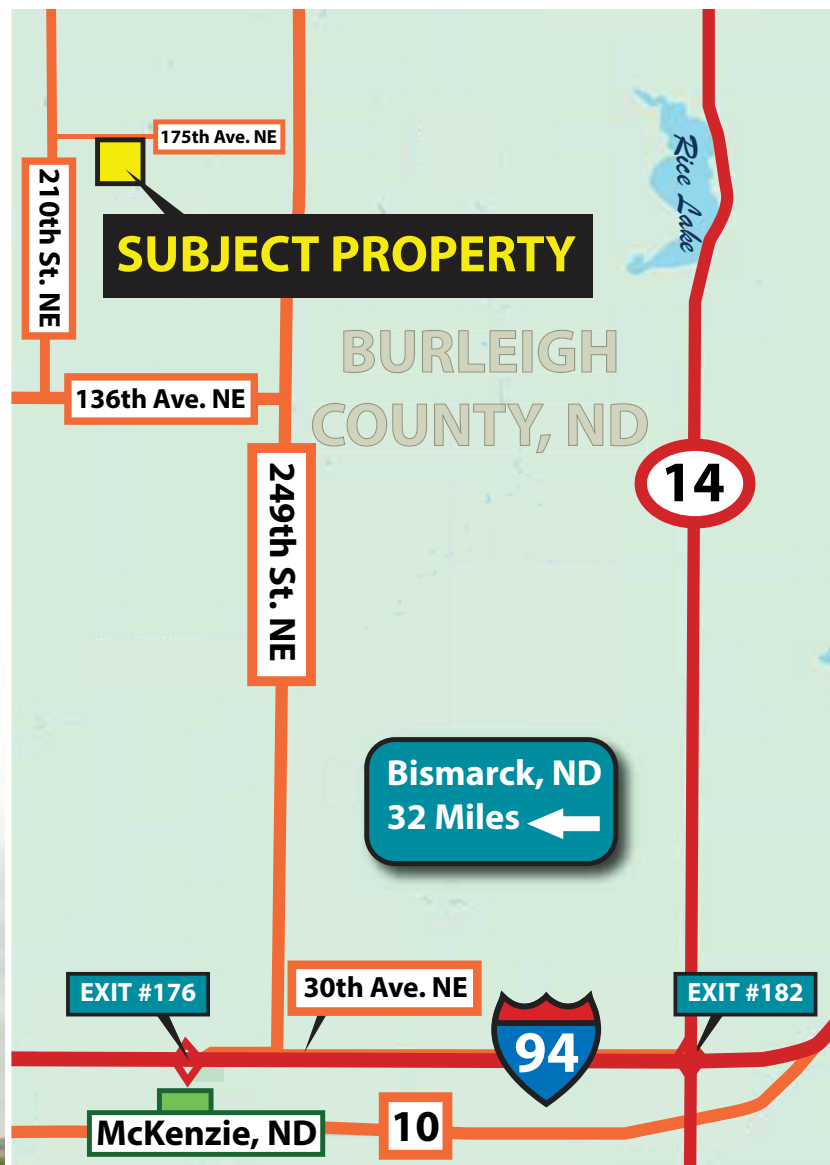 175th Ave. NE
210th St. NE
SUBJECT PROPERTY
Rice Lake
BURLEIGH
COUNTY, ND
136th Ave. NE
249th St. NE
14
Bismarck, ND
32 Miles
EXIT #176
30th Ave. NE
EXIT #182
94
McKenzie, ND
10